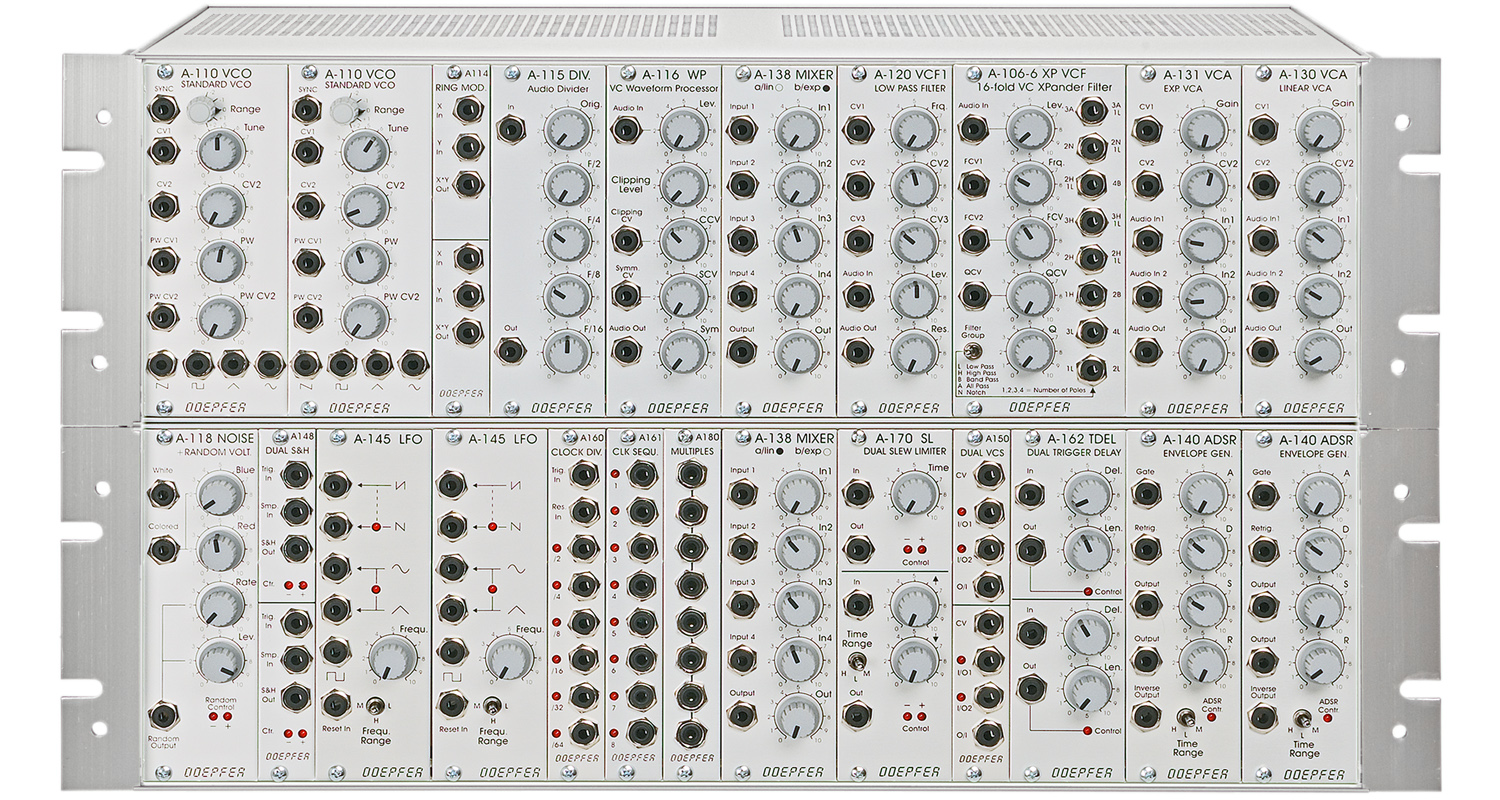 A-110 VCO
STANDARD VCO
SYNC
Range
CV1
Tune
CV2
CV2
PW CV1
PW
PW CV2
PW CV2
DOEPFER
A-110 VCO
STANDARD VCO
SYNC
Range
CV1
Tune
CV2
CV2
PW CV1
PW
PW CV2
PW CV2
DOEPFER
A114
RING MOD.
X
In
Y
In
X*Y
Out
X
In
Y
In
X*Y
Out
DOEPFER
A-115 DIV.
Audio Divider
In
Orig.
F/2
F/4
F/8
Out
F/16
DOEPFER
A-116 WP
VC Waveform Processor
Audio In
Lev.
Clipping
Level
Clipping
CV
CCV
Symm.
CV
SCV
Audio Out
Sym
DOEPFER
A-138 MIXER
a/lin b/exp
Input 1
In1
Input 2
In2
Input 3
In3
Input 4
In4
Output
Out
DOEPFER
A-120 VCF1
LOW PASS FILTER
CV1
Frq.
CV2
CV2
CV3
CV3
Audio In
Lev.
Audio Out
Res.
DOEPFER
A-106-6 XP VCF
16-fold VC XPander Filter
Audio In
Lev.
3A
3A
1L
FCV1
Frq.
2N
2N
1L
2H
1L
4B
FCV2
FCV
3H
3H
1L
2H
1L
QCV
QCV
1H
2B
Filter
Group
Q
3L
4L
1L
2L
L Low Pass
H High Pass
B Band Pass
A All Pass
N Notch
1,2,3,4 = Number of Poles
DOEPFER
A-131 VCA
EXP VCA
CV1
Gain
CV2
CV2
Audio In1
In1
Audio In 2
In2
Audio Out
Out
DOEPFER
A-130 VCA
LINEAR VCA
CV1
Gain
CV2
CV2
Audio In1
In1
Audio In 2
In2
Audio Out
Out
DOEPFER
A-118 NOISE
+RANDOM VOLT.
White
Blue
Colored
Red
Rate
Lev.
Random
Control
- +
Random
Output
DOEPFER
A148
DUAL S&H
Trig.
In
Smp.
In
S&H
Out
Ctr.
- +
Trig.
In
Smp.
In
S&H
Out
Ctr.
- +
DOEPFER
A-145 LFO
Frequ.
M L
H
Reset In
Frequ.
Range
DOEPFER
A-145 LFO
Frequ.
M L
H
Reset In
Frequ.
Range
DOEPFER
A160
CLOCK DIV.
Trig.
In
Res.
In
/2
/4
/8
/16
/32
/64
DOEPFER
A161
CLK SEQU.
1
2
3
4
5
6
7
8
DOEPFER
A180
MULTIPLES
DOEPFER
A-138 MIXER
a/lin b/exp
Input 1
In1
Input 2
In2
Input 3
In3
Input 4
In4
Output
Out
DOEPFER
A-170 SL
DUAL SLEW LIMITER
In
Time
Out
- +
Control
In
Time
Range
H L M
Out
- +
Control
DOEPFER
A150
DUAL VCS
CV
I/O1
I/O2
O/I
CV
I/O1
I/O2
O/I
DOEPFER
A-162 TDEL
DUAL TRIGGER DELAY
In
Del.
Out
Len.
Control
In
Del.
Out
Len.
Control
DOEPFER
A-140 ADSR
ENVELOPE GEN.
Gate
A
Retrig.
D
Output
S
Output
R
Inverse
Output
ADSR
Contr.
H L M
Time
Range
DOEPFER
A-140 ADSR
ENVELOPE GEN.
Gate
A
Retrig.
D
Output
S
Output
R
Inverse
Output
ADSR
Contr.
H L M
Time
Range
DOEPFER